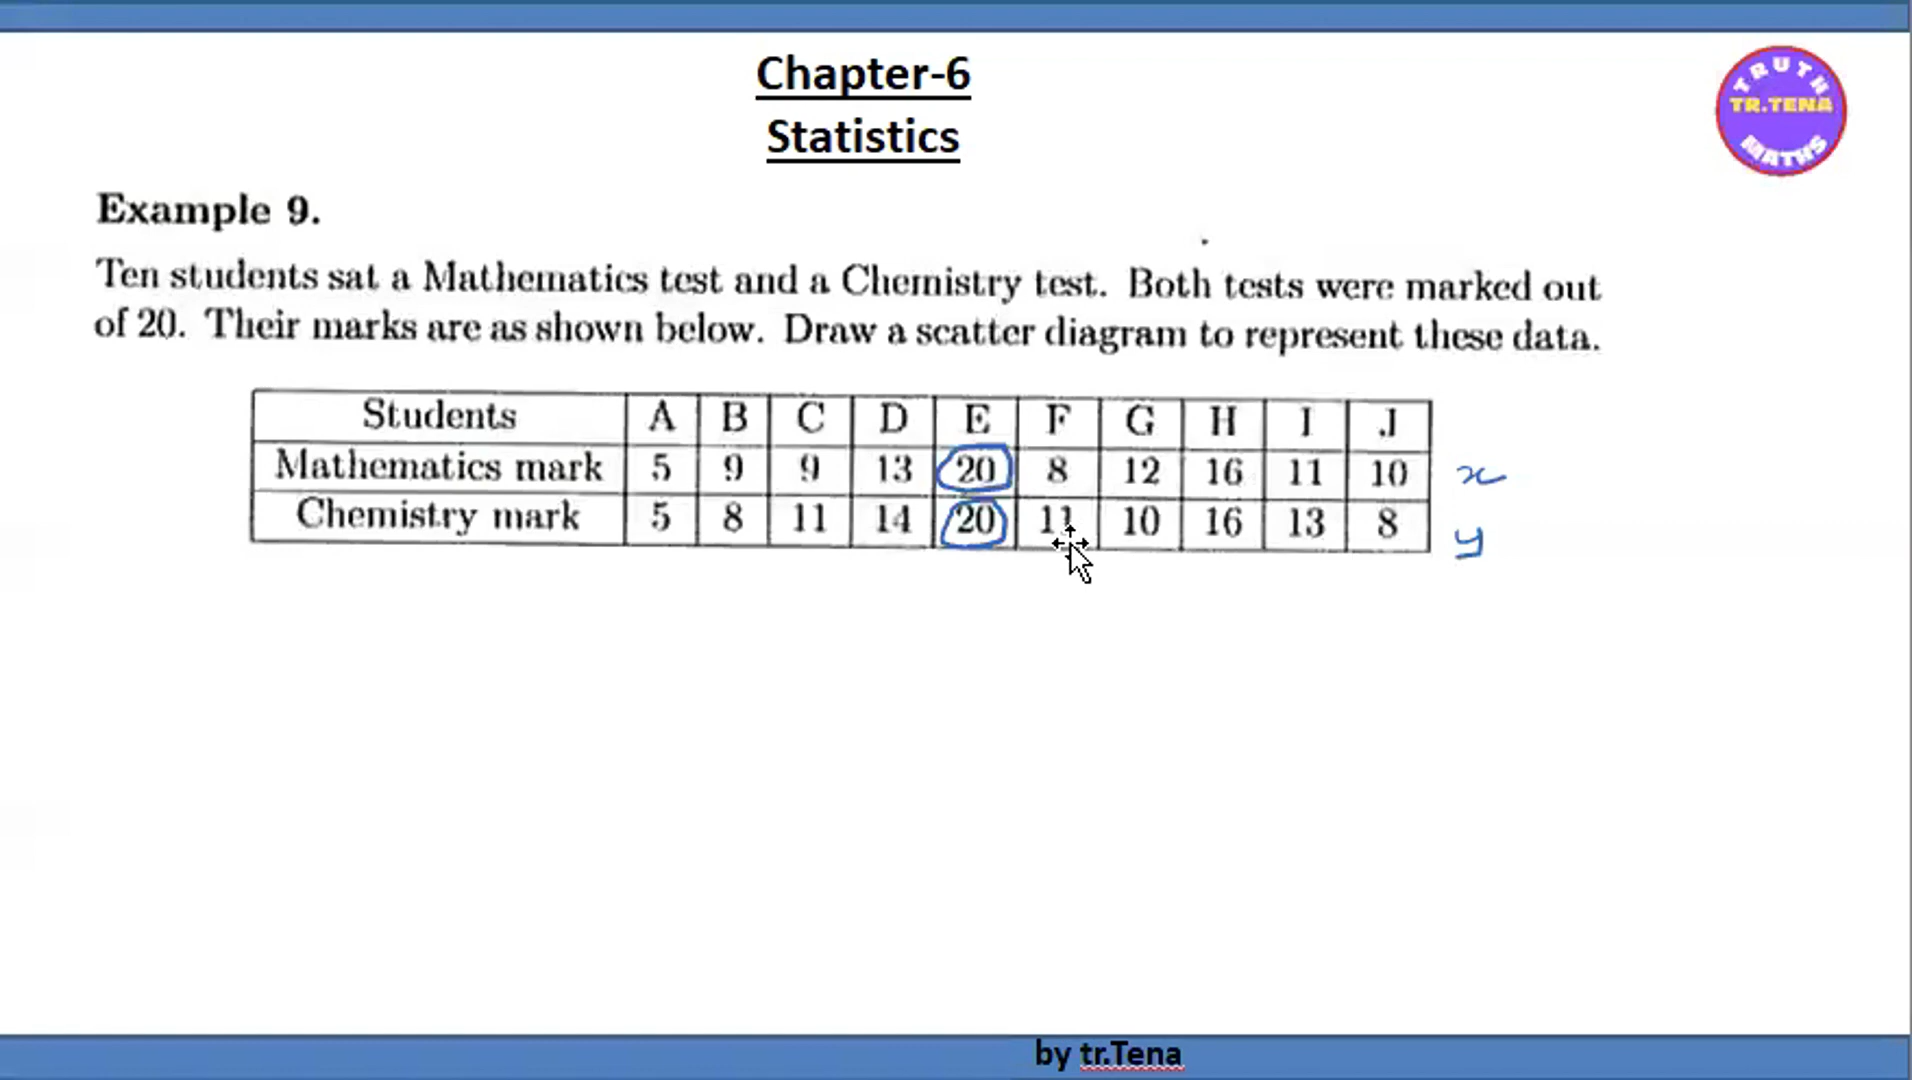 Chapter-6
Statistics
TRUTH
TR.TENA
MATHS
Example 9.
Ten students sat a Mathematics test and a Chemistry test. Both tests were marked out
of 20. Their marks are as shown below. Draw a scatter diagram to represent these data.
Students A B C D E F G H I J
Mathematics mark 5 9 9 13 20 8 12 16 11 10 x
Chemistry mark 5 8 11 14 20 11 10 16 13 8 y
by tr.Tena